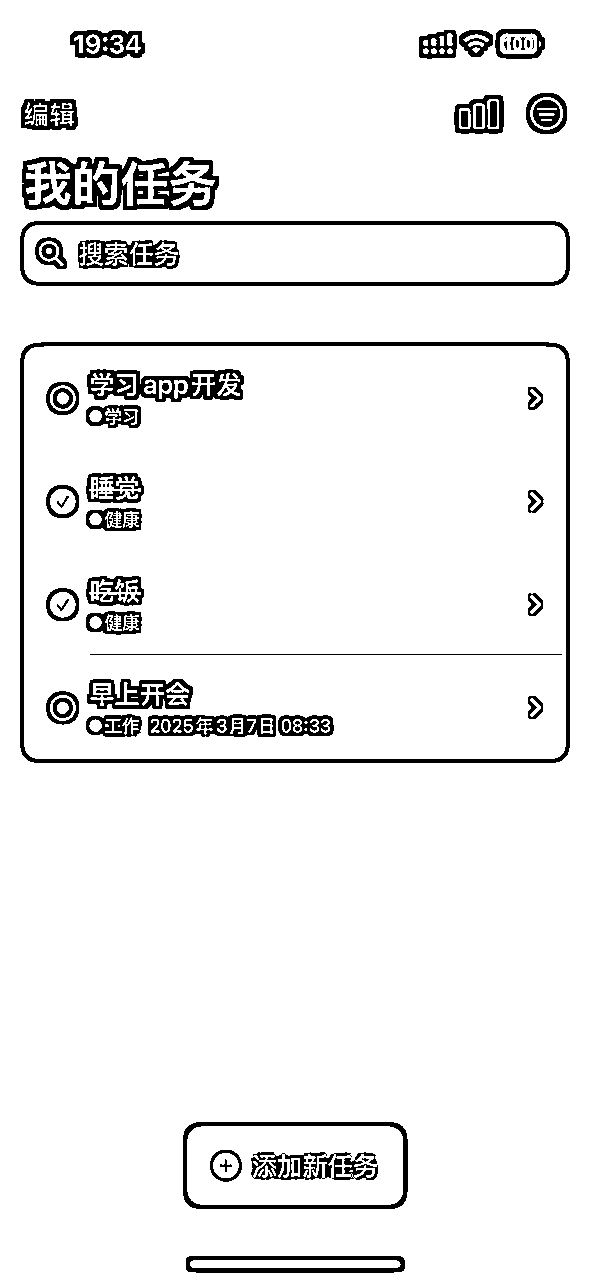 19:34 100
编辑
我的任务
搜索任务
学习app开发
学习
睡觉
健康
吃饭
健康
早上开会
工作 2025年3月7日 08:33
添加新任务